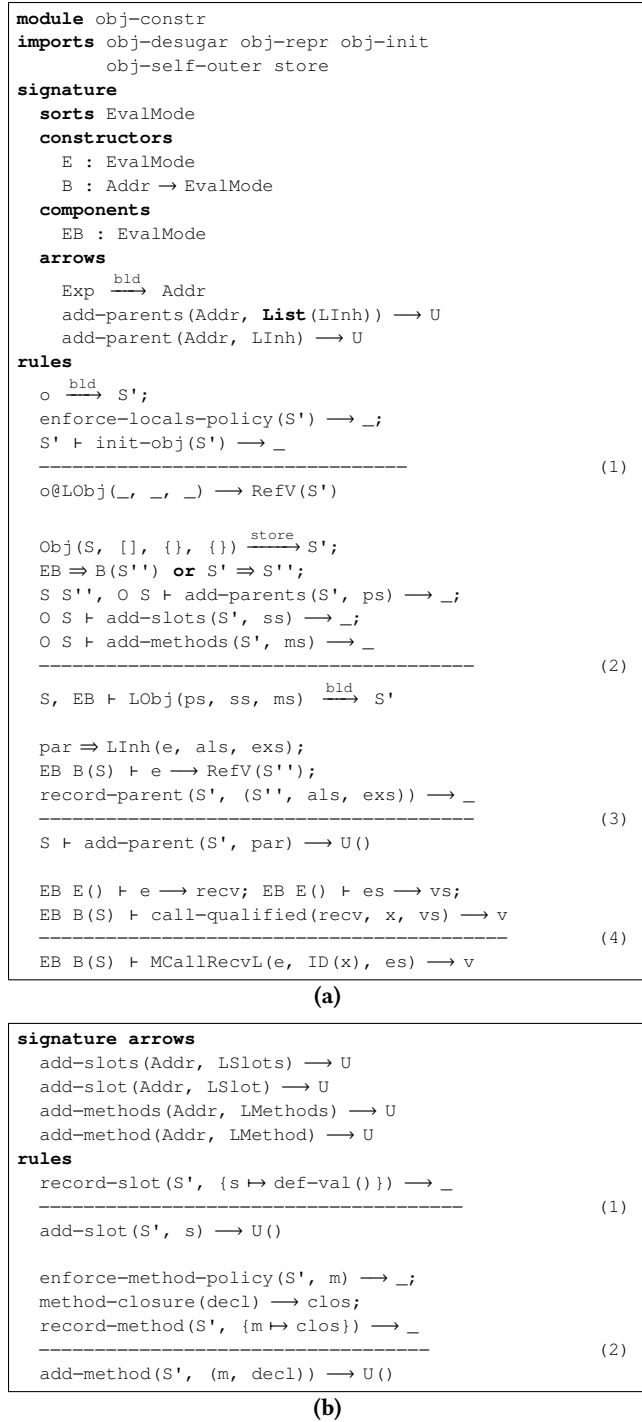 module obj−constr
imports obj−desugar obj−repr obj−init
obj−self−outer store
signature
sorts EvalMode
constructors
E : EvalMode
B : Addr → EvalMode
components
EB : EvalMode
arrows
Exp —bld→ Addr
add−parents(Addr, List(LInh)) ⟶ U
add−parent(Addr, LInh) ⟶ U
rules
o —bld→ S';
enforce−locals−policy(S') ⟶ _;
S' ⊢ init−obj(S') ⟶ _
−−−−−−−−−−−−−−−−−−−−−−−−−−−−−−−−− (1)
o@LObj(_, _, _) ⟶ RefV(S')
Obj(S, [], {}, {}) —store→ S';
EB ⇒ B(S'') or S' ⇒ S'';
S S'', O S ⊢ add−parents(S', ps) ⟶ _;
O S ⊢ add−slots(S', ss) ⟶ _;
O S ⊢ add−methods(S', ms) ⟶ _
−−−−−−−−−−−−−−−−−−−−−−−−−−−−−−−−−−−−−−− (2)
S, EB ⊢ LObj(ps, ss, ms) —bld→ S'
par ⇒ LInh(e, als, exs);
EB B(S) ⊢ e ⟶ RefV(S'');
record−parent(S', (S'', als, exs)) ⟶ _
−−−−−−−−−−−−−−−−−−−−−−−−−−−−−−−−−−−−−−− (3)
S ⊢ add−parent(S', par) ⟶ U()
EB E() ⊢ e ⟶ recv; EB E() ⊢ es ⟶ vs;
EB B(S) ⊢ call−qualified(recv, x, vs) ⟶ v
−−−−−−−−−−−−−−−−−−−−−−−−−−−−−−−−−−−−−−−−−− (4)
EB B(S) ⊢ MCallRecvL(e, ID(x), es) ⟶ v
(a)
signature arrows
add−slots(Addr, LSlots) ⟶ U
add−slot(Addr, LSlot) ⟶ U
add−methods(Addr, LMethods) ⟶ U
add−method(Addr, LMethod) ⟶ U
rules
record−slot(S', {s ↦ def−val()}) ⟶ _
−−−−−−−−−−−−−−−−−−−−−−−−−−−−−−−−−−−−−− (1)
add−slot(S', s) ⟶ U()
enforce−method−policy(S', m) ⟶ _;
method−closure(decl) ⟶ clos;
record−method(S', {m ↦ clos}) ⟶ _
−−−−−−−−−−−−−−−−−−−−−−−−−−−−−−−−−−− (2)
add−method(S', (m, decl)) ⟶ U()
(b)